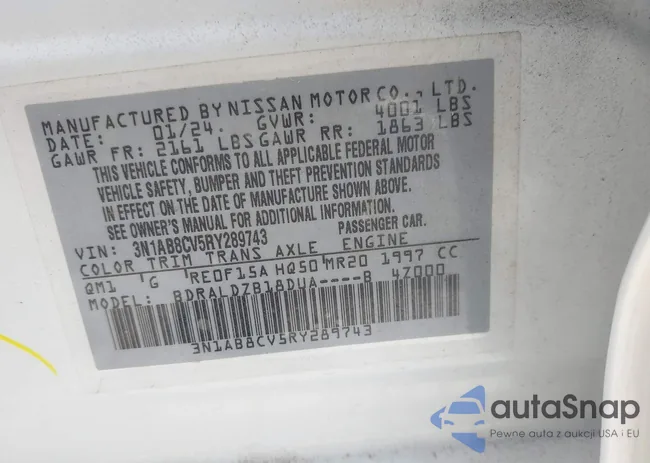 MANUFACTURED BY NISSAN MOTOR CO., LTD.
DATE: 01/24. GVWR: 4001 LBS
GAWR FR: 2161 LBS GAWR RR: 1863 LBS
THIS VEHICLE CONFORMS TO ALL APPLICABLE FEDERAL MOTOR
VEHICLE SAFETY, BUMPER AND THEFT PREVENTION STANDARDS
IN EFFECT ON THE DATE OF MANUFACTURE SHOWN ABOVE.
SEE OWNER'S MANUAL FOR ADDITIONAL INFORMATION.
VIN: 3N1AB8CV5RY289743 PASSENGER CAR.
COLOR TRIM TRANS AXLE ENGINE
QM1 'G RE0F15A HQ50 MR20 1997 CC
MODEL: BDRALDZB18DUA----B 4Z000
3N1AB8CV5RY289743
autaSnap
Pewne auta z aukcji USA i EU